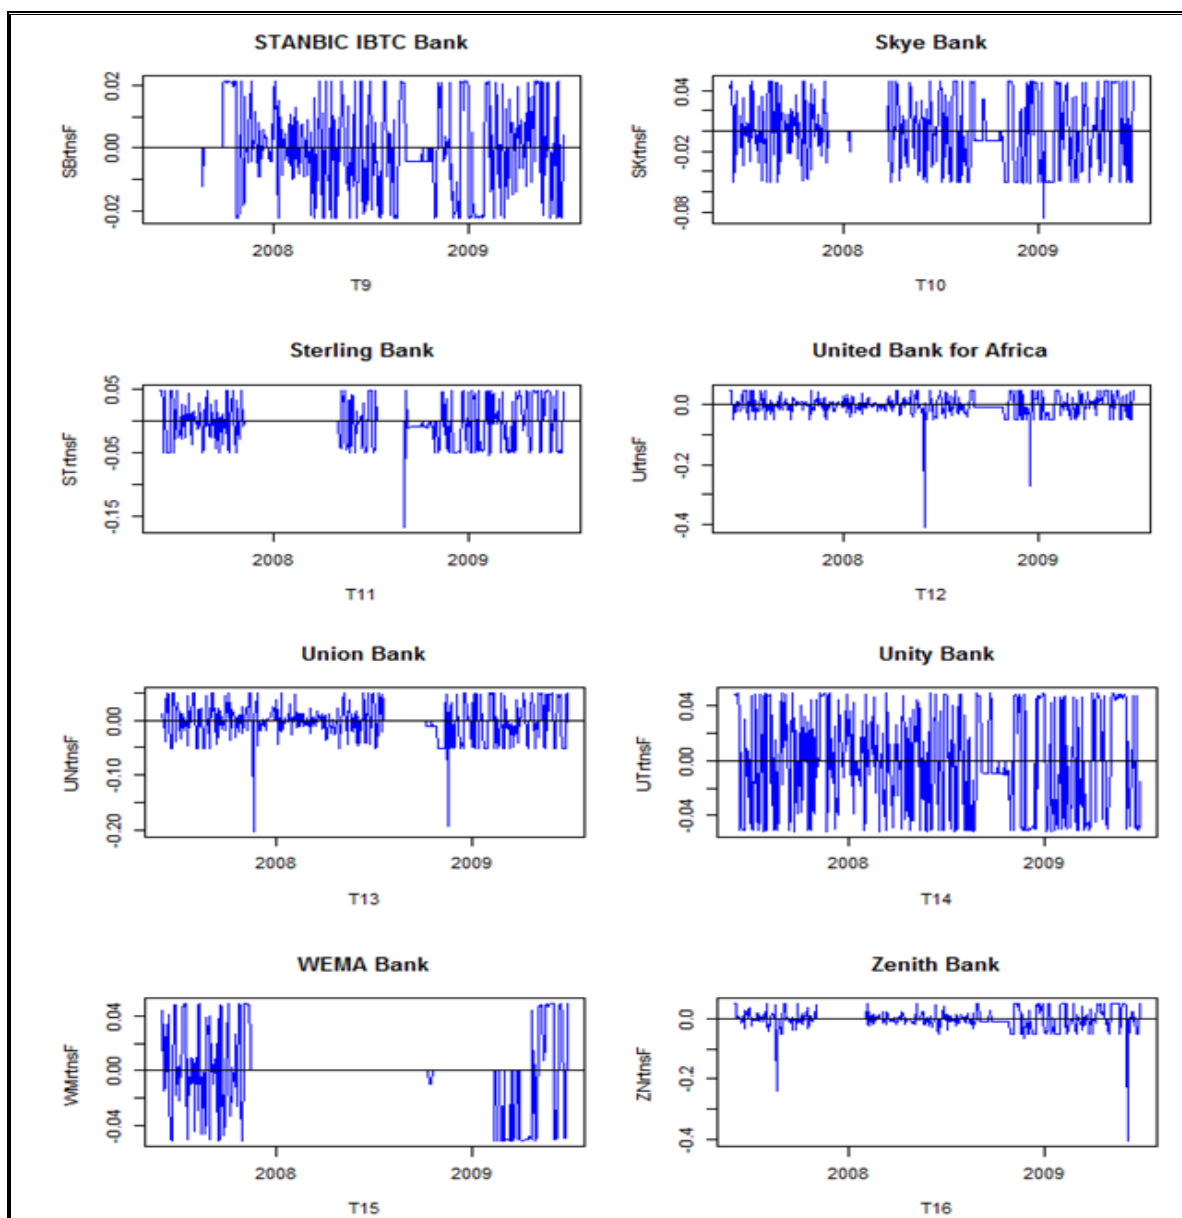 STANBIC IBTC Bank
SBrtnsF
0.02
0.00
-0.02
2008
2009
T9
Skye Bank
SKrtnsF
0.04
-0.02
-0.08
2008
2009
T10
Sterling Bank
STrtnsF
0.05
-0.05
-0.15
2008
2009
T11
United Bank for Africa
UrtnsF
0.0
-0.2
-0.4
2008
2009
T12
Union Bank
UNrtnsF
0.00
-0.10
-0.20
2008
2009
T13
Unity Bank
UTrtnsF
0.04
0.00
-0.04
2008
2009
T14
WEMA Bank
WMrtnsF
0.04
0.00
-0.04
2008
2009
T15
Zenith Bank
ZNrtnsF
0.0
-0.2
-0.4
2008
2009
T16